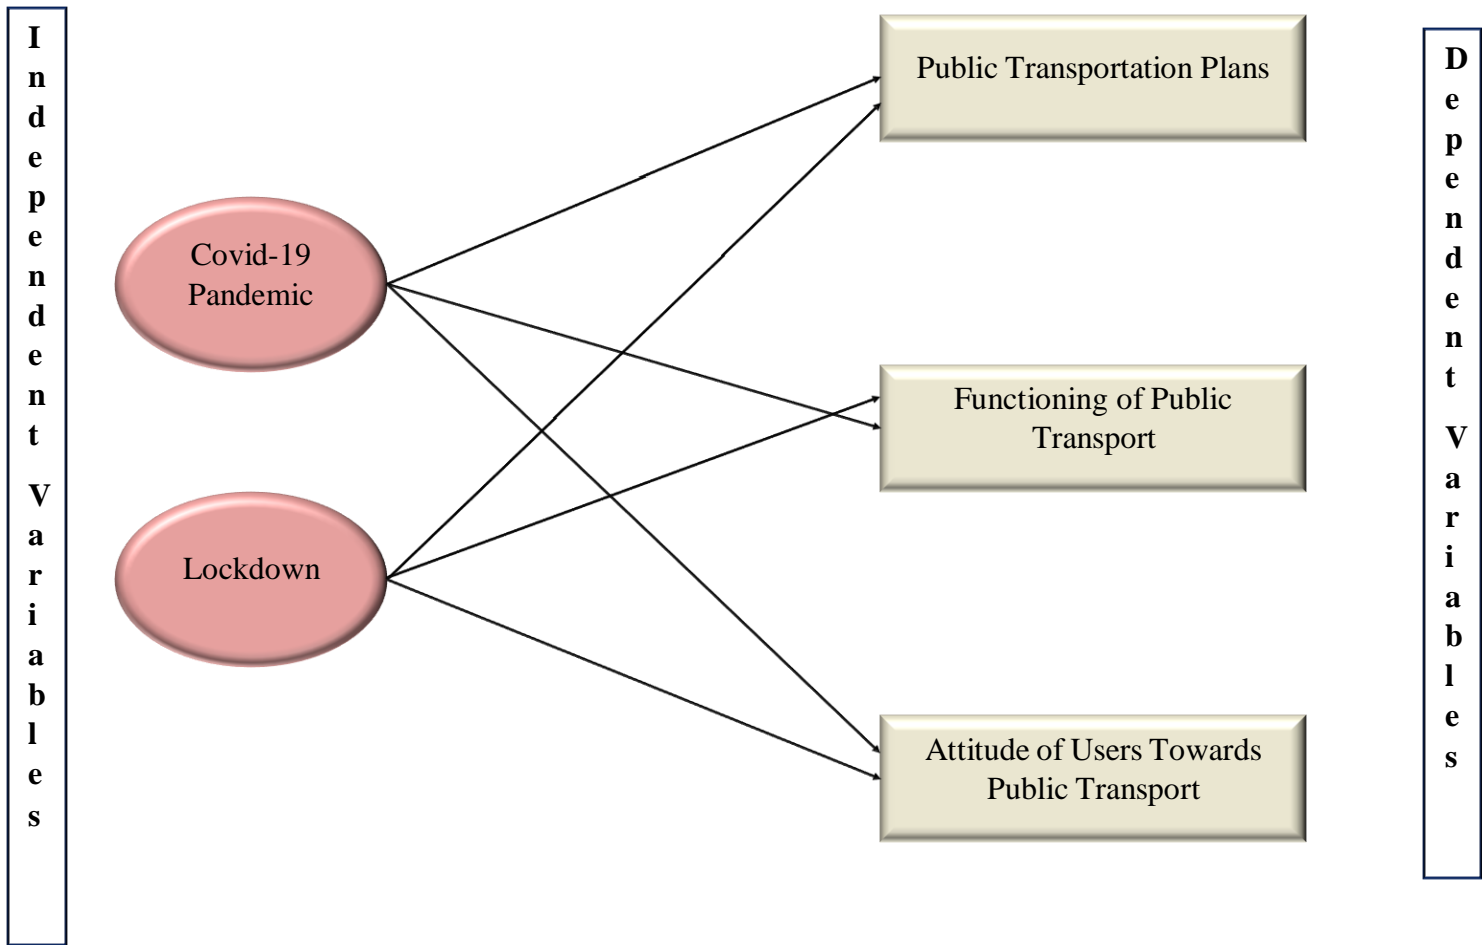 Independent Variables
Public Transportation Plans
Covid-19
Pandemic
Functioning of Public
Transport
Lockdown
Attitude of Users Towards
Public Transport
Dependent Variables